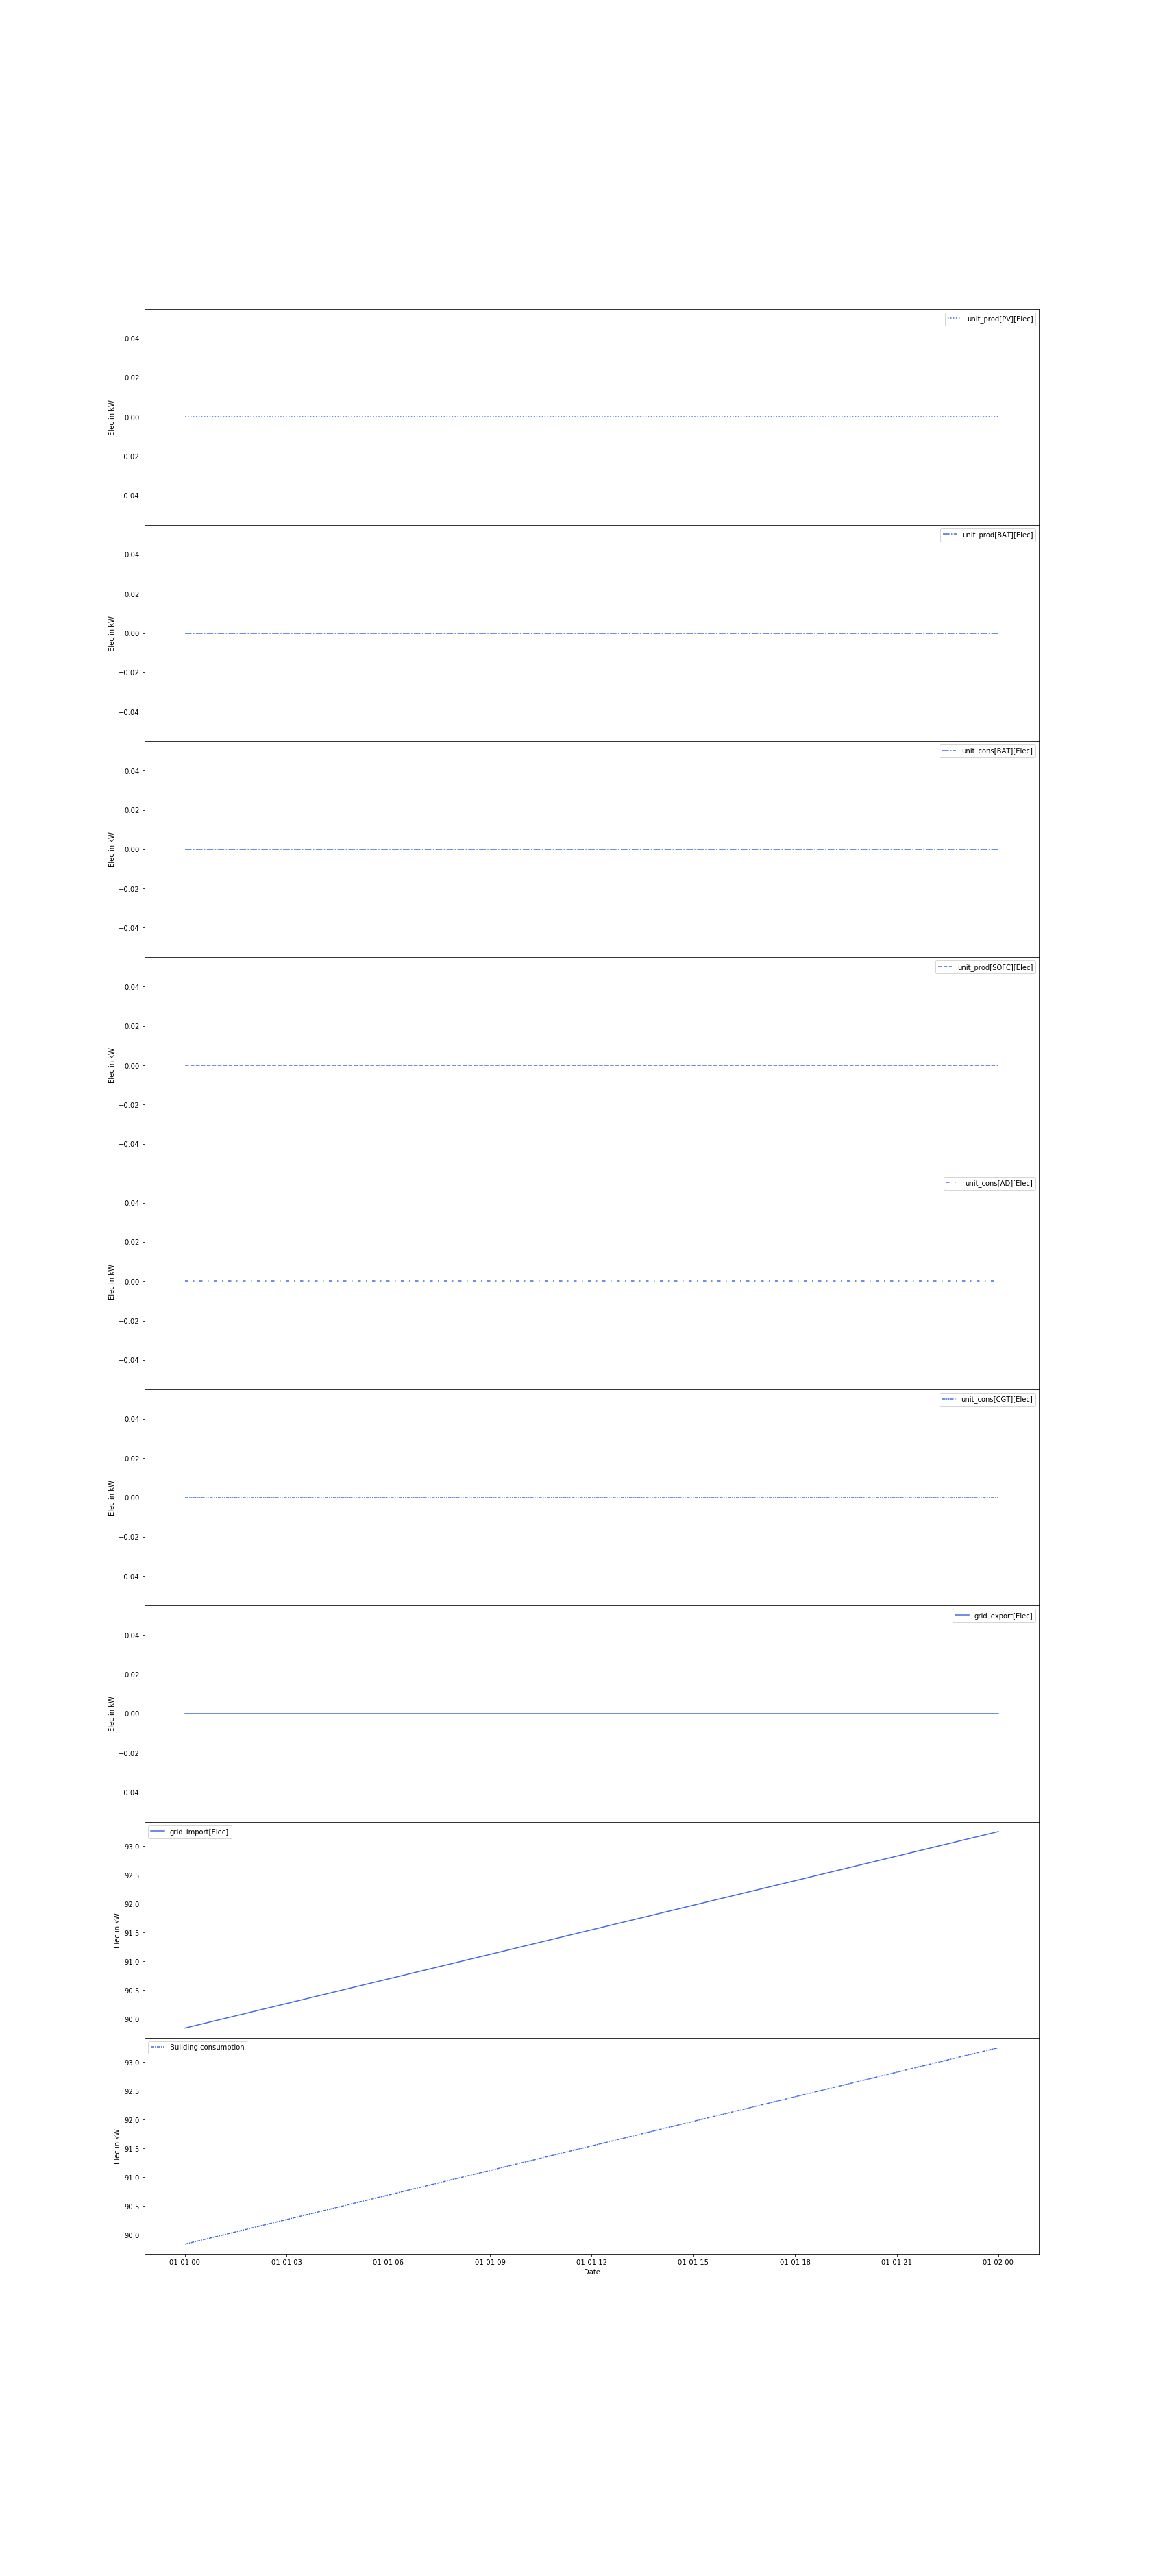 unit_prod[PV][Elec]
0.04
0.02
0.00
−0.02
−0.04
Elec in kW
unit_prod[BAT][Elec]
0.04
0.02
0.00
−0.02
−0.04
Elec in kW
unit_cons[BAT][Elec]
0.04
0.02
0.00
−0.02
−0.04
Elec in kW
unit_prod[SOFC][Elec]
0.04
0.02
0.00
−0.02
−0.04
Elec in kW
unit_cons[AD][Elec]
0.04
0.02
0.00
−0.02
−0.04
Elec in kW
unit_cons[CGT][Elec]
0.04
0.02
0.00
−0.02
−0.04
Elec in kW
grid_export[Elec]
0.04
0.02
0.00
−0.02
−0.04
Elec in kW
grid_import[Elec]
93.0
92.5
92.0
91.5
91.0
90.5
90.0
Elec in kW
Building consumption
93.0
92.5
92.0
91.5
91.0
90.5
90.0
Elec in kW
01-01 00 01-01 03 01-01 06 01-01 09 01-01 12 01-01 15 01-01 18 01-01 21 01-02 00
Date